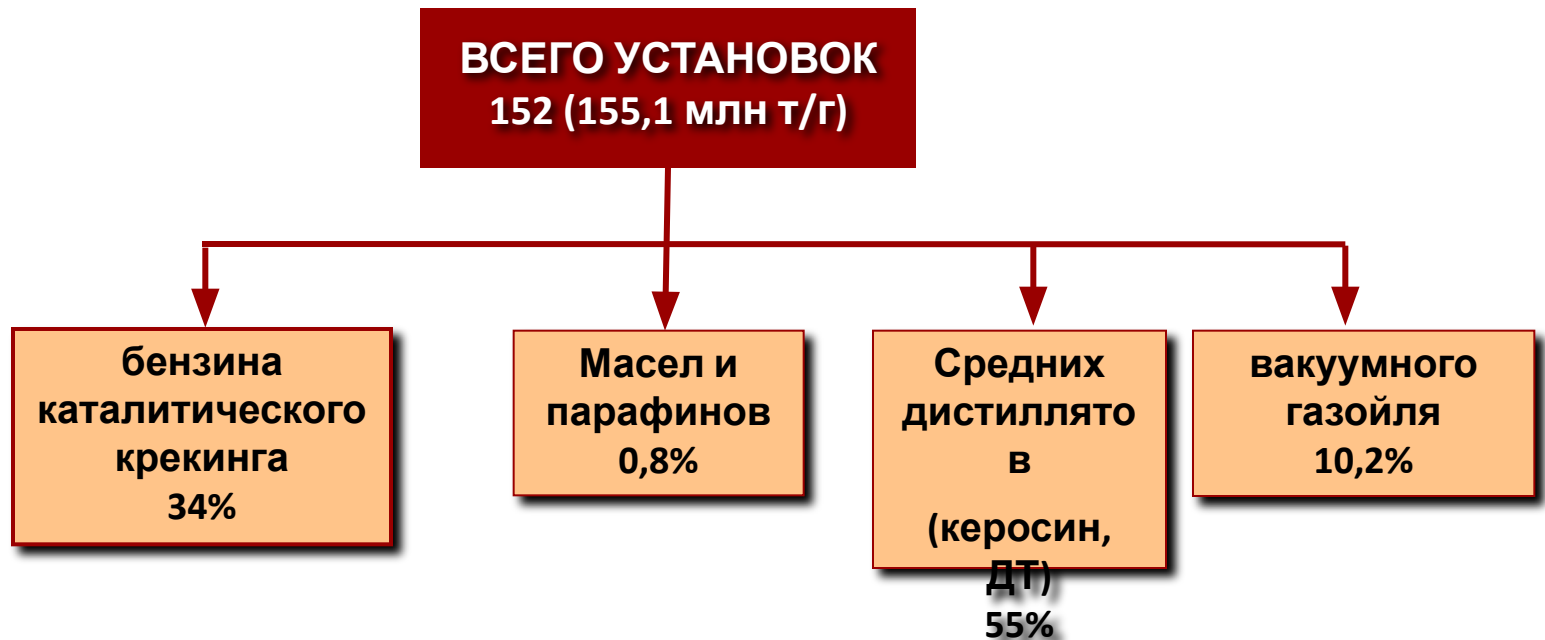 ВСЕГО УСТАНОВОК
152 (155,1 млн т/г)
бензина
каталитического
крекинга
34%
Масел и
парафинов
0,8%
Средних
дистиллято
в
(керосин,
ДТ)
55%
вакуумного
газойля
10,2%